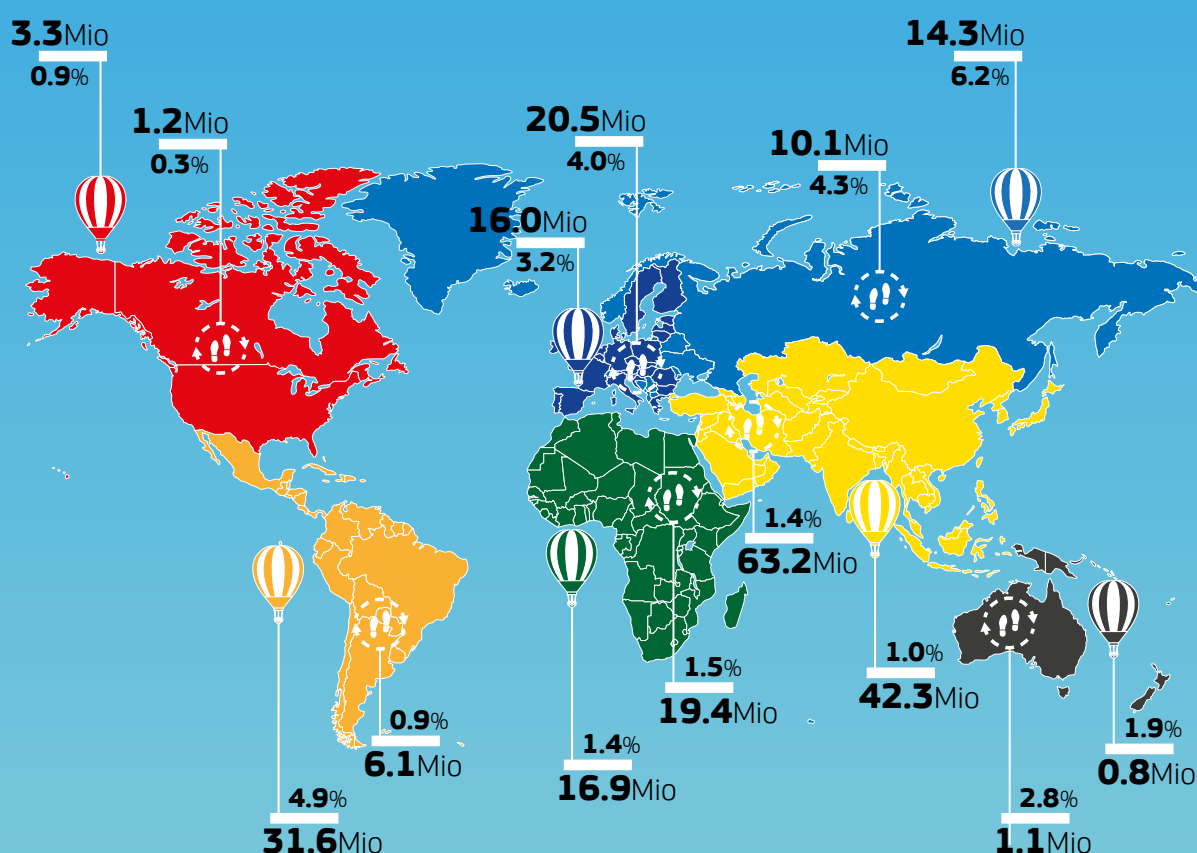 3.3Mio
0.9%
14.3Mio
6.2%
1.2Mio
0.3%
20.5Mio
4.0%
10.1Mio
4.3%
16.0Mio
3.2%
1.4%
63.2Mio
1.5%
19.4Mio
1.0%
42.3Mio
0.9%
6.1Mio
1.4%
16.9Mio
1.9%
0.8Mio
4.9%
31.6Mio
2.8%
1.1Mio